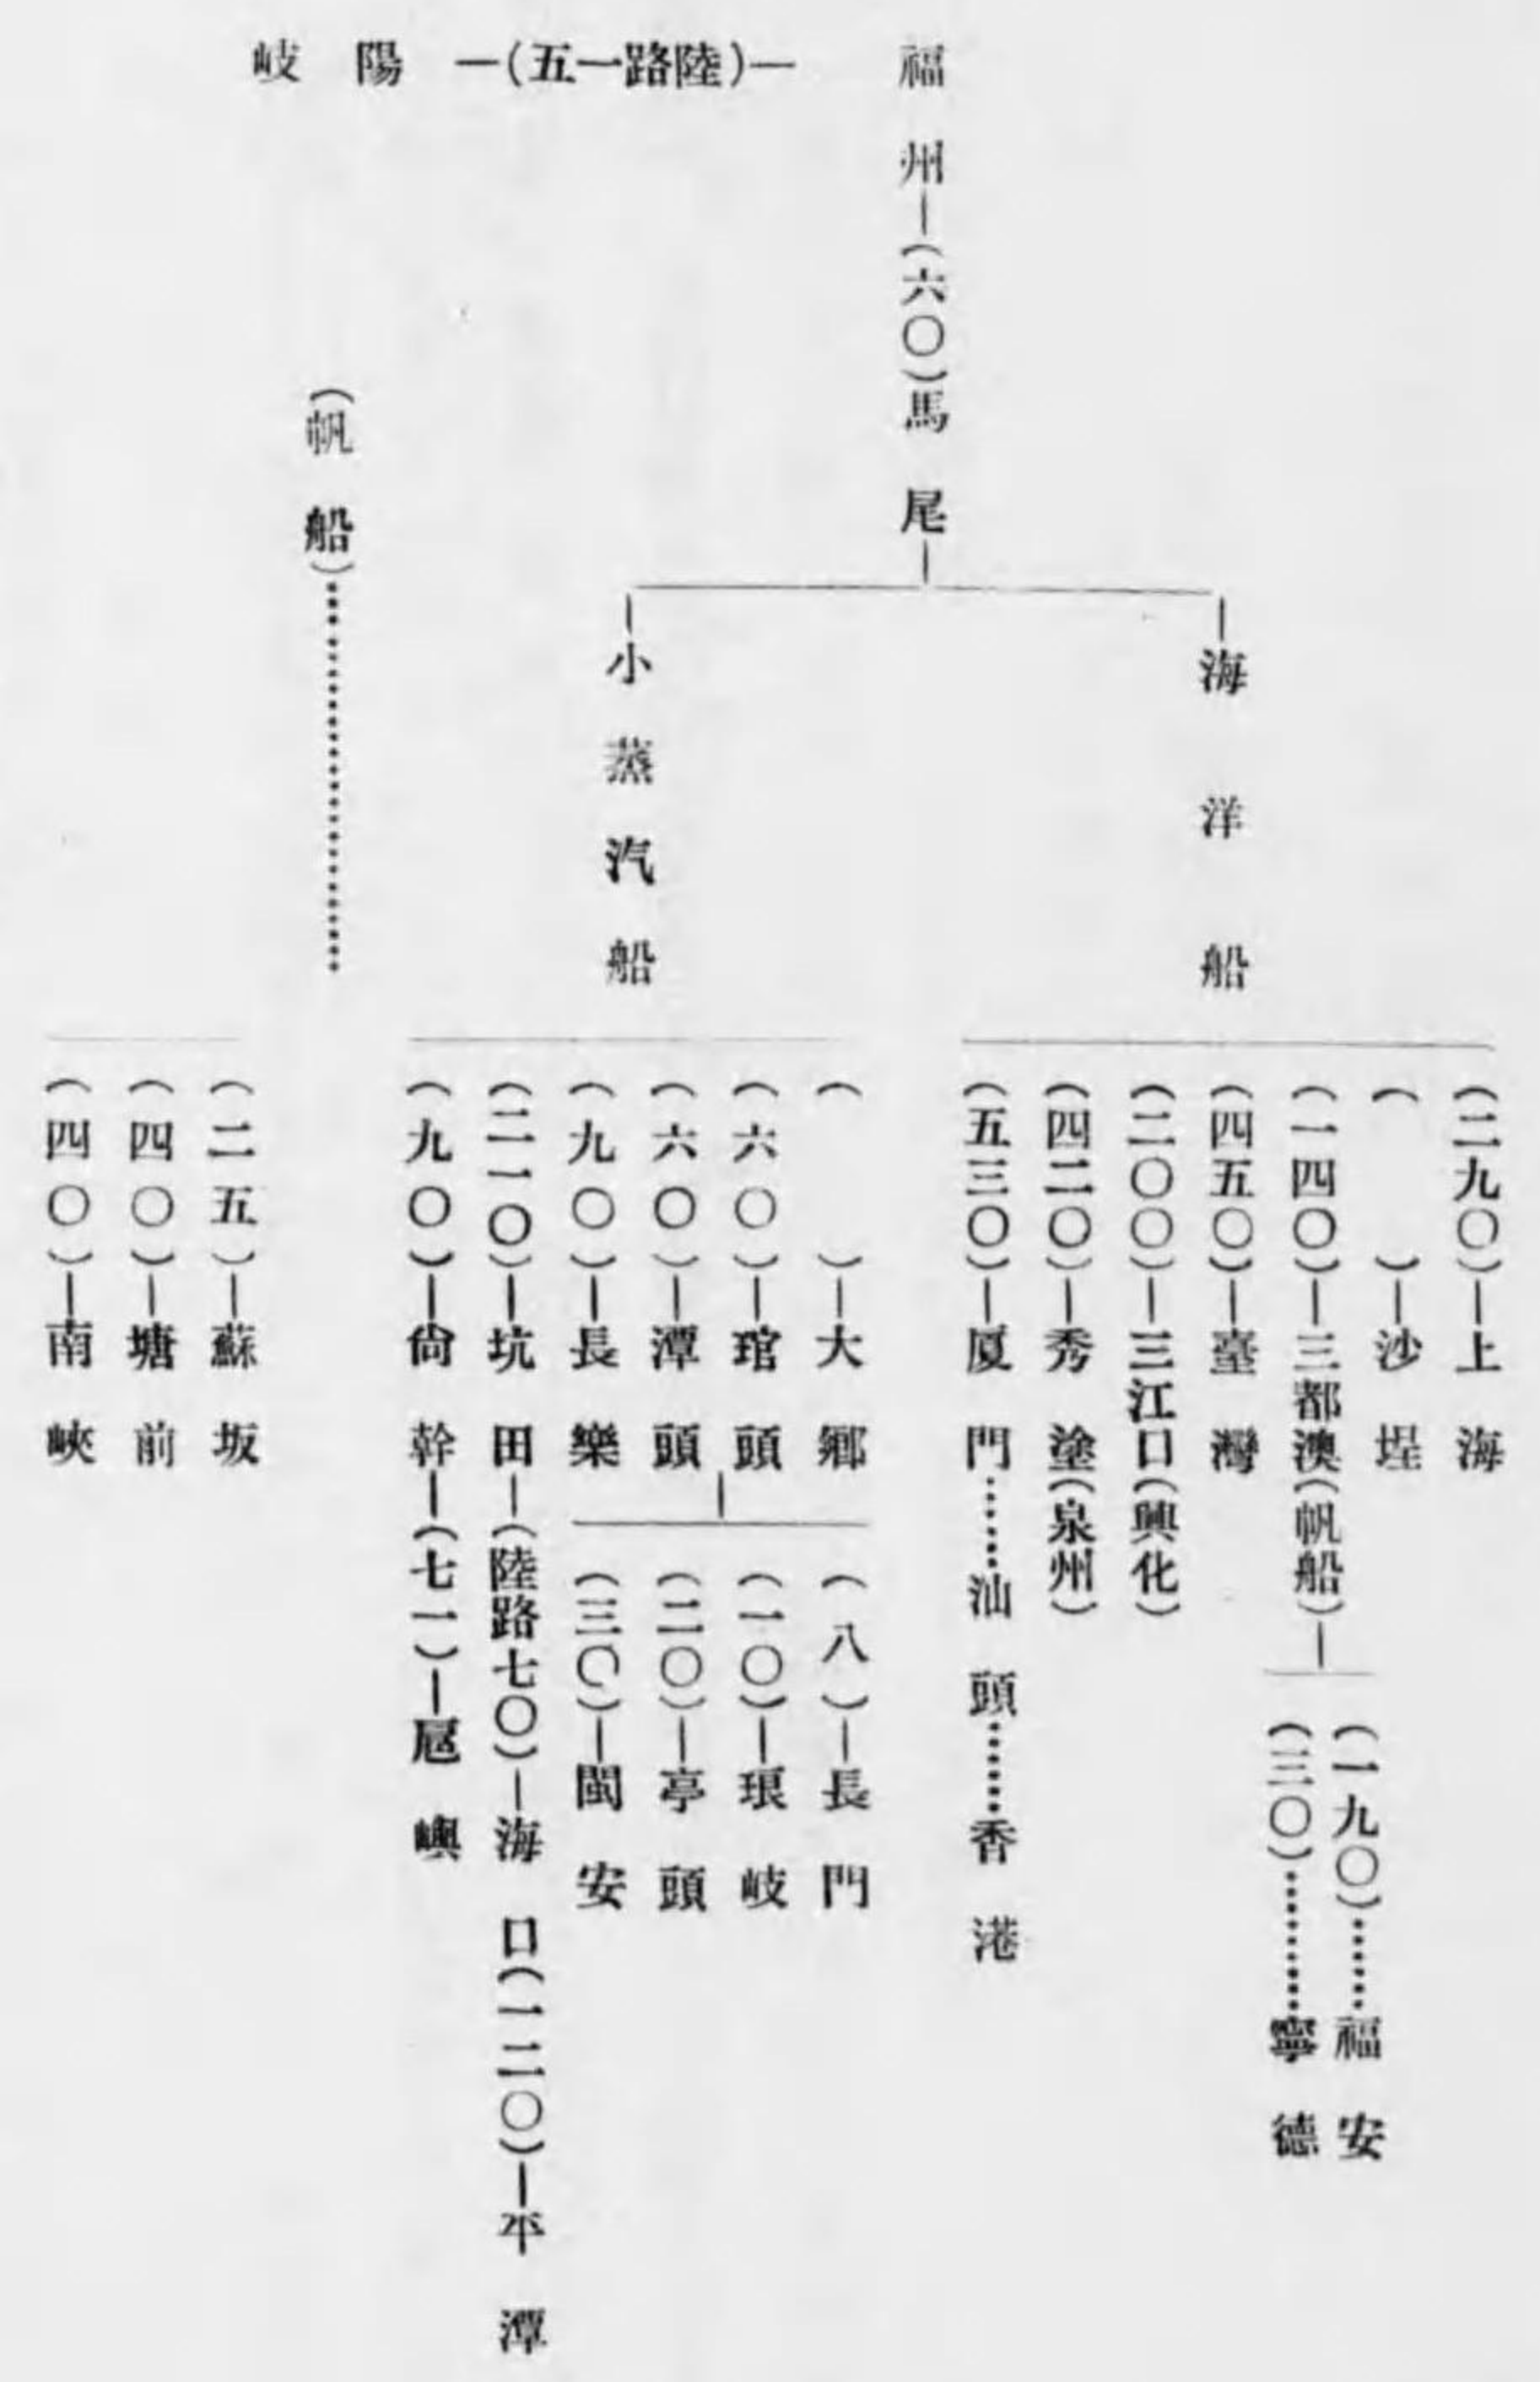 福州—(六〇)馬尾—
—(陸路一五)—陽岐
海洋船
(二九〇)—上海
(　)—沙埕
(一四〇)—三都澳(帆船)—
(一九〇)……福安
(三〇)………寧德
(四五〇)—臺灣
(二〇〇)—三江口(興化)
(四二〇)—秀塗(泉州)
(五三〇)—厦門……汕頭……香港
小蒸汽船
(　)—大鄉
(六〇)—琯頭
(六〇)—潭頭
(九〇)—長樂
(八)—長門
(一〇)—琅岐
(二〇)—亭頭
(三〇)—閩安
(二一〇)—坑田—(陸路七〇)—海口(一二〇)—平潭
(九〇)—尙幹—(七一)—嶼
(帆船)………………
(二五)—蘇坂
(四〇)—塘前
(四〇)—南峽